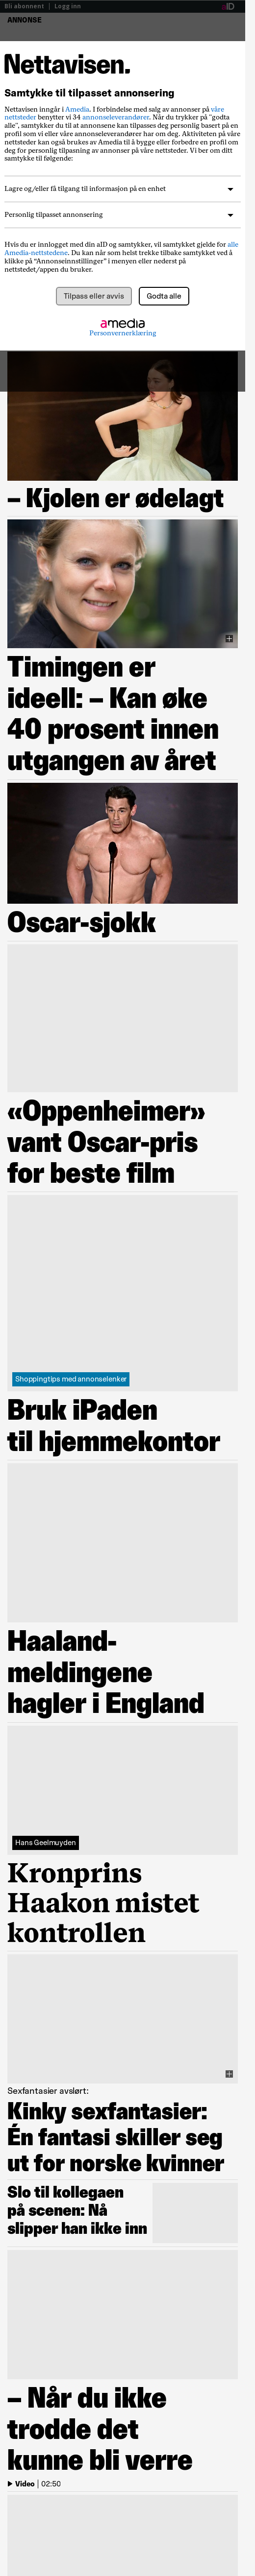 Bli abonnent | Logg inn
aID
ANNONSE
Nettavisen.
Samtykke til tilpasset annonsering
Nettavisen inngår i Amedia. I forbindelse med salg av annonser på våre
nettsteder benytter vi 34 annonseleverandører. Når du trykker på "godta
alle", samtykker du til at annonsene kan tilpasses deg personlig basert på en
profil som vi eller våre annonseleverandører har om deg. Aktivitetene på våre
nettsteder kan også brukes av Amedia til å bygge eller forbedre en profil om
deg for personlig tilpasning av annonser på våre nettsteder. Vi ber om ditt
samtykke til følgende:
Lagre og/eller få tilgang til informasjon på en enhet
Personlig tilpasset annonsering
Hvis du er innlogget med din aID og samtykker, vil samtykket gjelde for alle
Amedia-nettstedene. Du kan når som helst trekke tilbake samtykket ved å
klikke på "Annonseinnstillinger" i menyen eller nederst på
nettstedet/appen du bruker.
Tilpass eller avvis
Godta alle
amedia
Personvernerklæring
– Kjolen er ødelagt
Timingen er
ideell: – Kan øke
40 prosent innen
utgangen av året
Oscar-sjokk
«Oppenheimer»
vant Oscar-pris
for beste film
Shoppingtips med annonselenker
Bruk iPaden
til hjemmekontor
Haaland-
meldingene
hagler i England
Hans Geelmuyden
Kronprins
Haakon mistet
kontrollen
Sexfantasier avslørt:
Kinky sexfantasier:
Én fantasi skiller seg
ut for norske kvinner
Slo til kollegaen
på scenen: Nå
slipper han ikke inn
– Når du ikke
trodde det
kunne bli verre
Video | 02:50